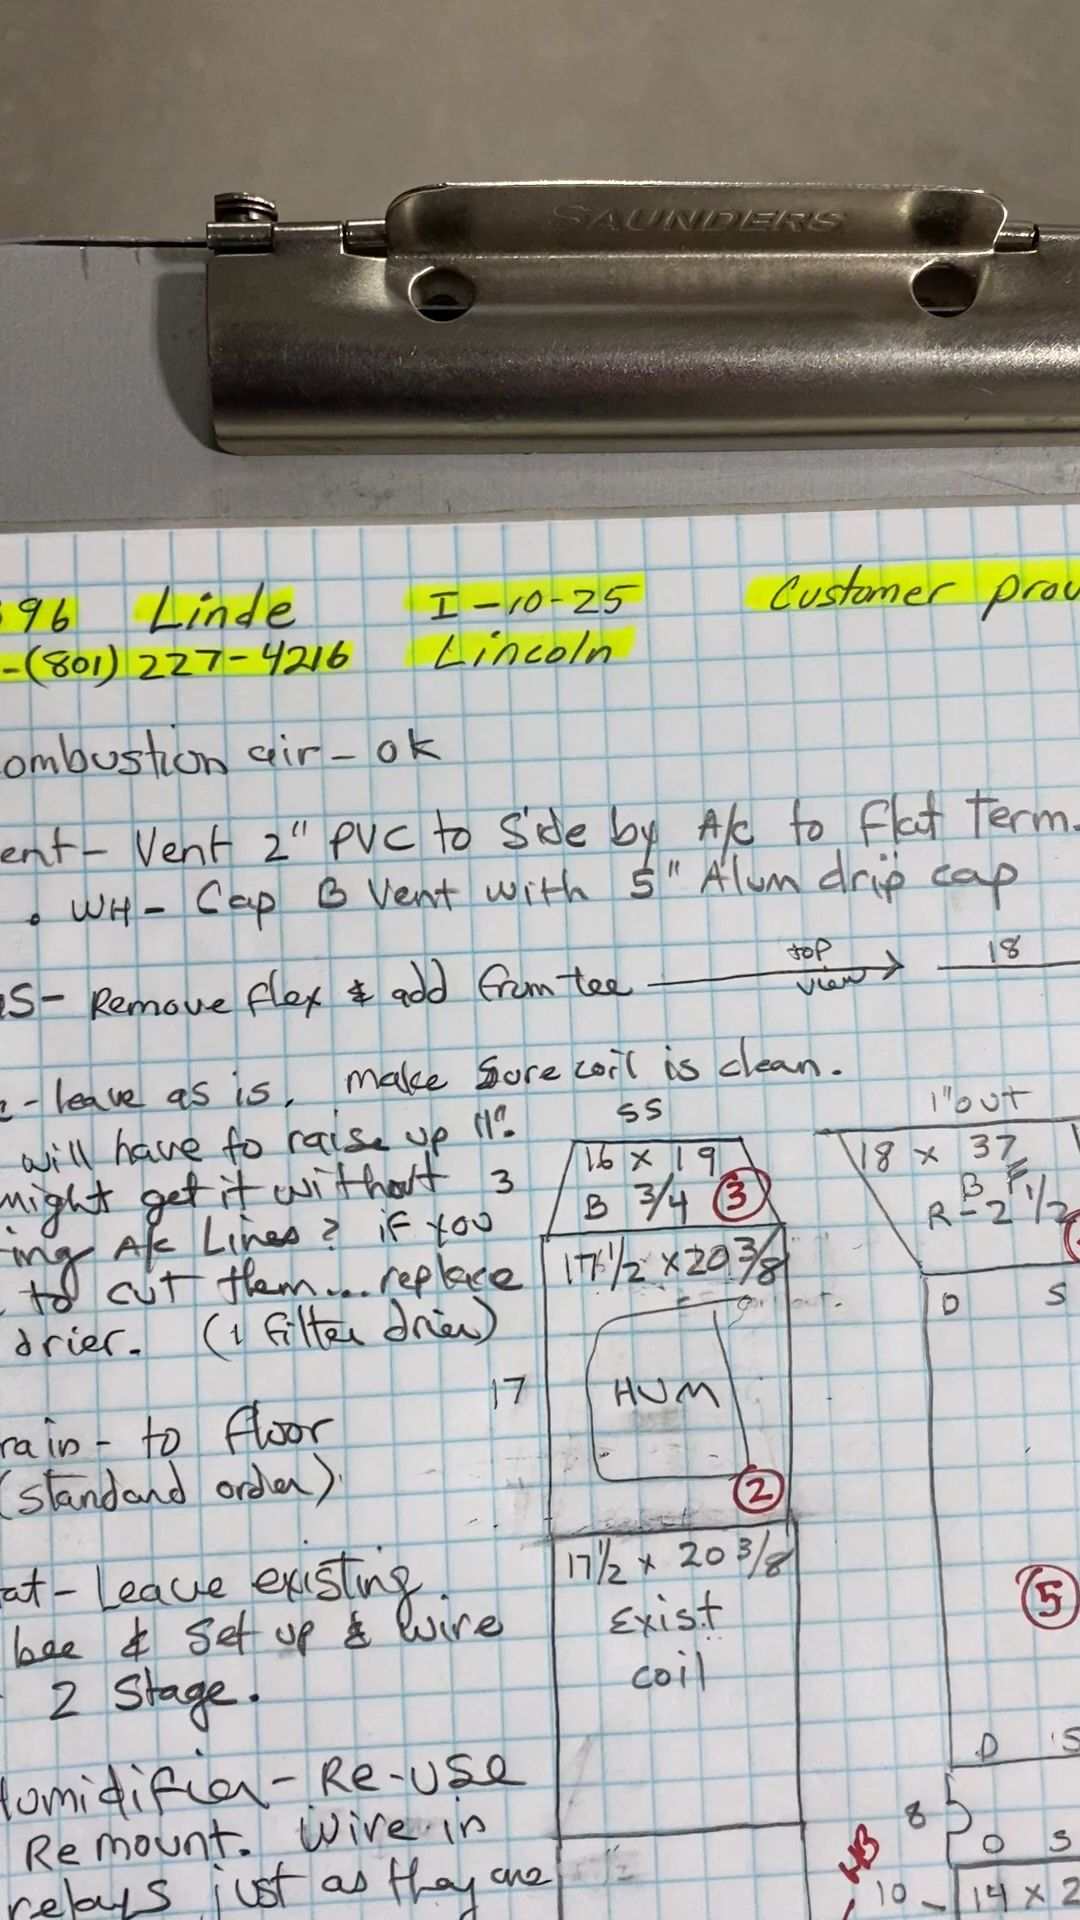 SAUNDERS
96 Linde I-10-25 Customer prov
-(801) 227-4216 Lincoln
ombustion air - ok
ent - Vent 2" PVC to Side by A/c to flat Term.
. WH - Cap B Vent with 5" Alum drip cap
S - Remove flex & add from tee
top
view
18
- leave as is. make sure coil is clean.
will have to raise up 11".
might get it without
ing A/c Lines? if you
to cut them... replace
drier. (1 filter drier)
rain - to floor
(standard order).
at - Leave existing
bee & set up & wire
2 Stage.
umidifier - Re-use
Remount. Wire in
relays just as they are
SS
16 x 19
3
B 3/4 3
17 1/2 x 20 3/8
17
HUM
2
17 1/2 x 20 3/8
Exist
coil
1" out
18 x 37
B F
R-2 1/2
D S
5
D S
8
D S
NB
10 - 14 x 2